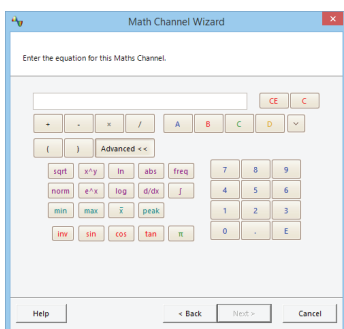 Math Channel Wizard ×
Enter the equation for this Maths Channel.
CE C
+ - × / A B C D
( ) Advanced <<
sqrt x^y ln abs freq 7 8 9
norm e^x log d/dx ∫ 4 5 6
min max x̄ peak 1 2 3
inv sin cos tan π 0 . E
Help < Back Next > Cancel